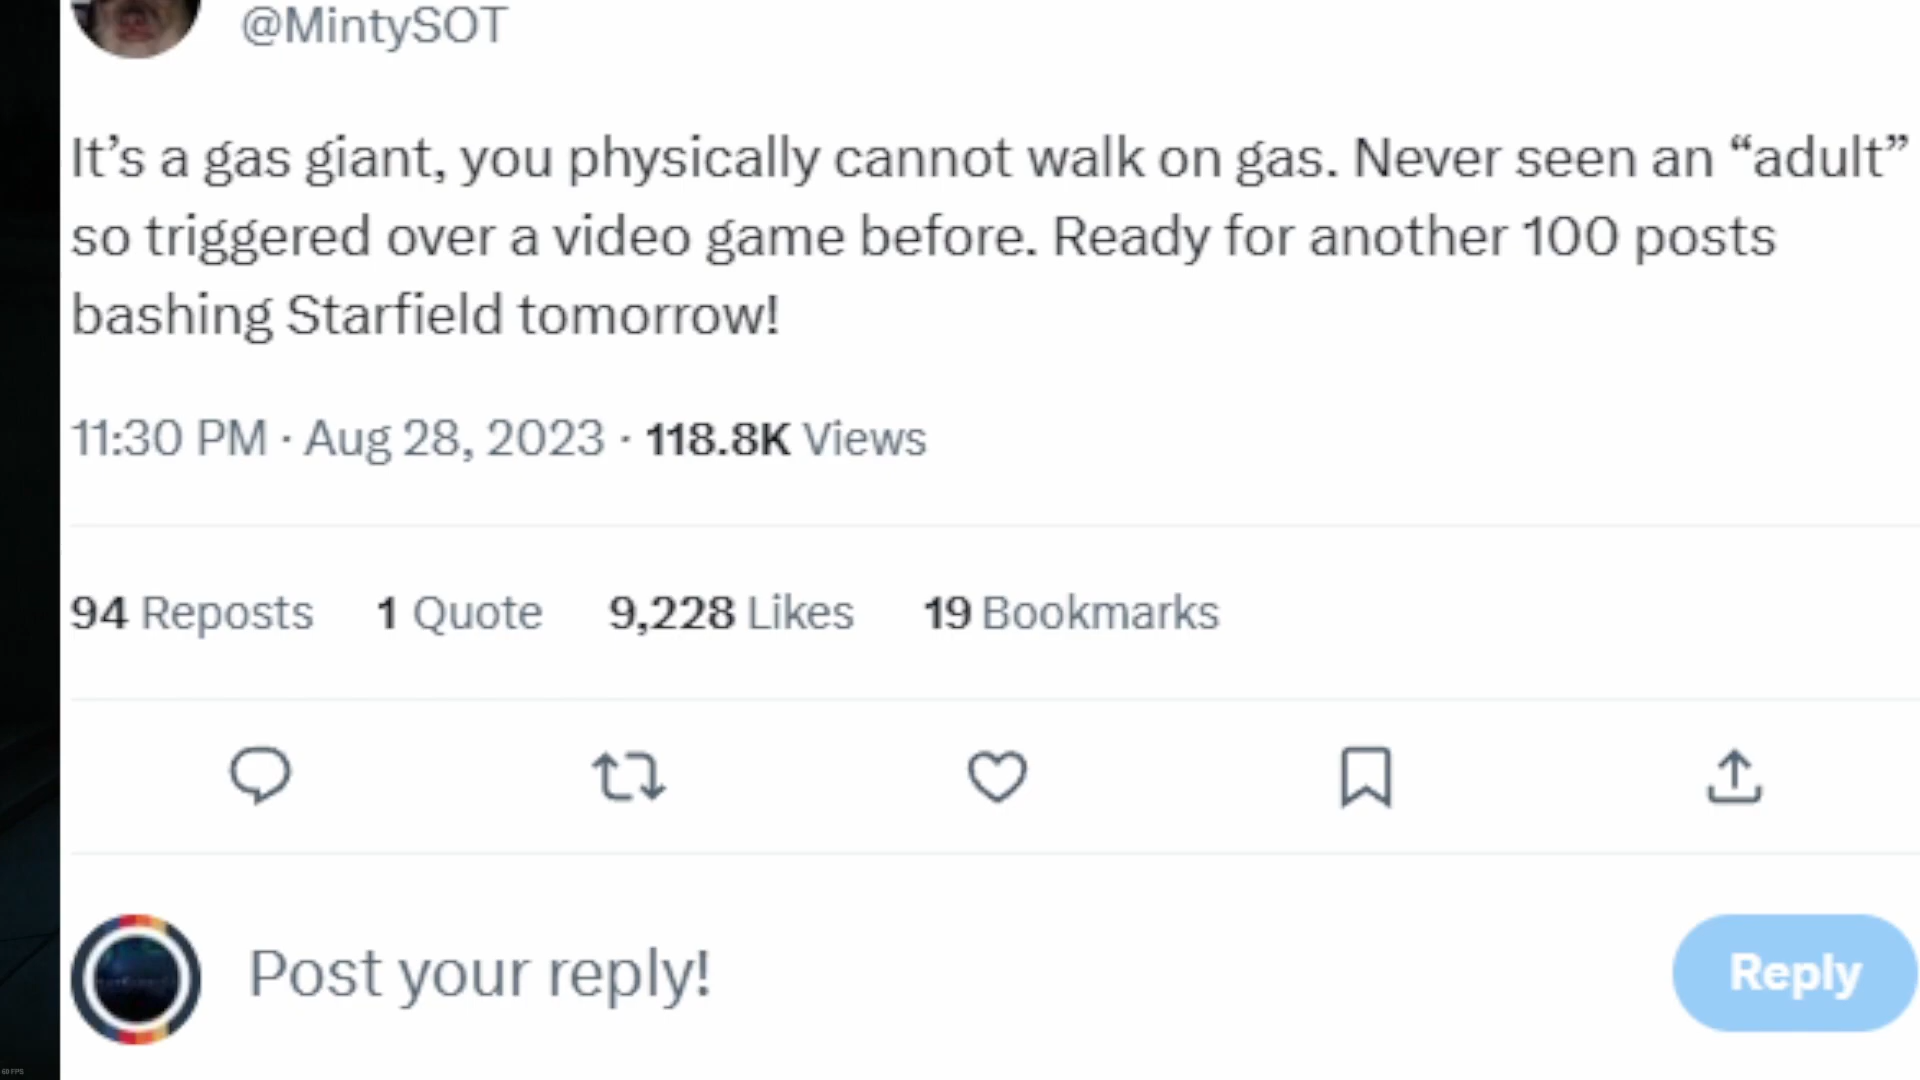 @MintySOT
It’s a gas giant, you physically cannot walk on gas. Never seen an “adult”
so triggered over a video game before. Ready for another 100 posts
bashing Starfield tomorrow!
11:30 PM · Aug 28, 2023 · 118.8K Views
94 Reposts 1 Quote 9,228 Likes 19 Bookmarks
Post your reply! Reply
60 FPS